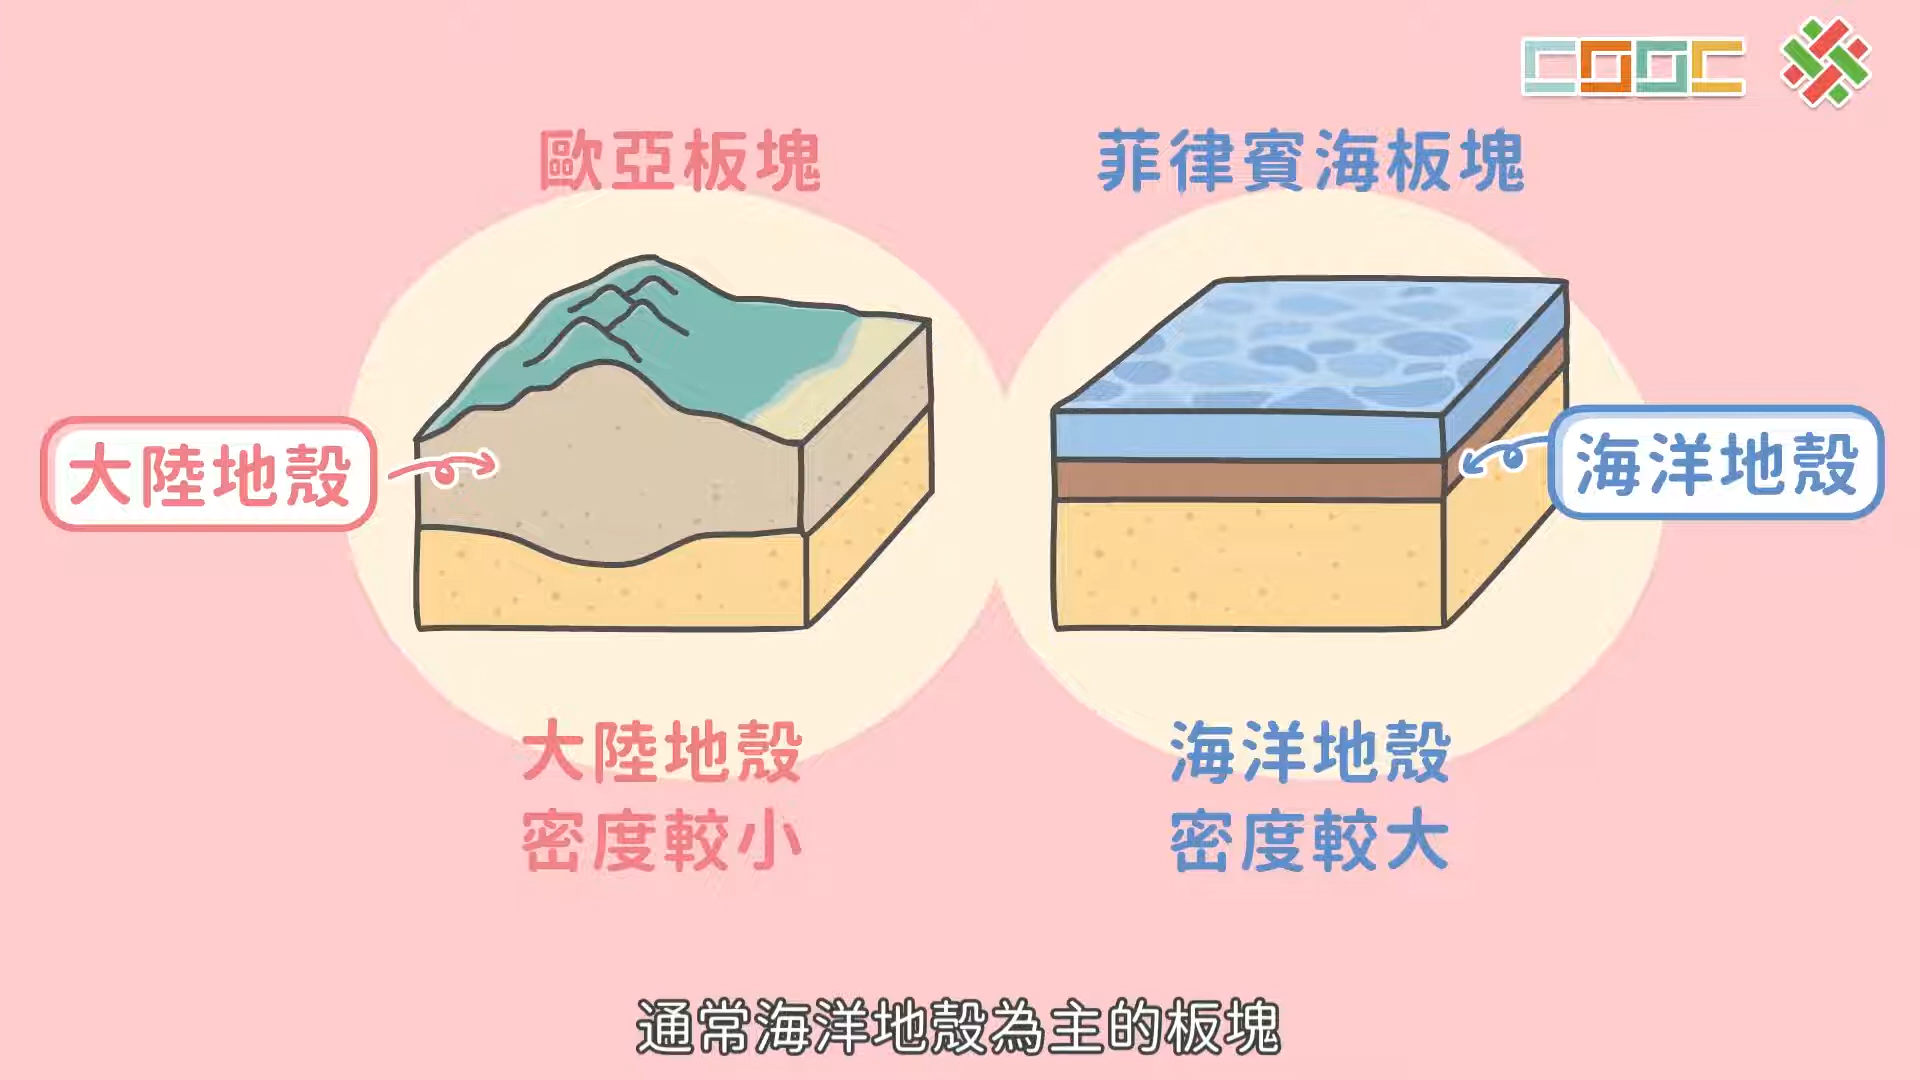 COOC
歐亞板塊
菲律賓海板塊
大陸地殼
海洋地殼
大陸地殼
密度較小
海洋地殼
密度較大
通常海洋地殼為主的板塊